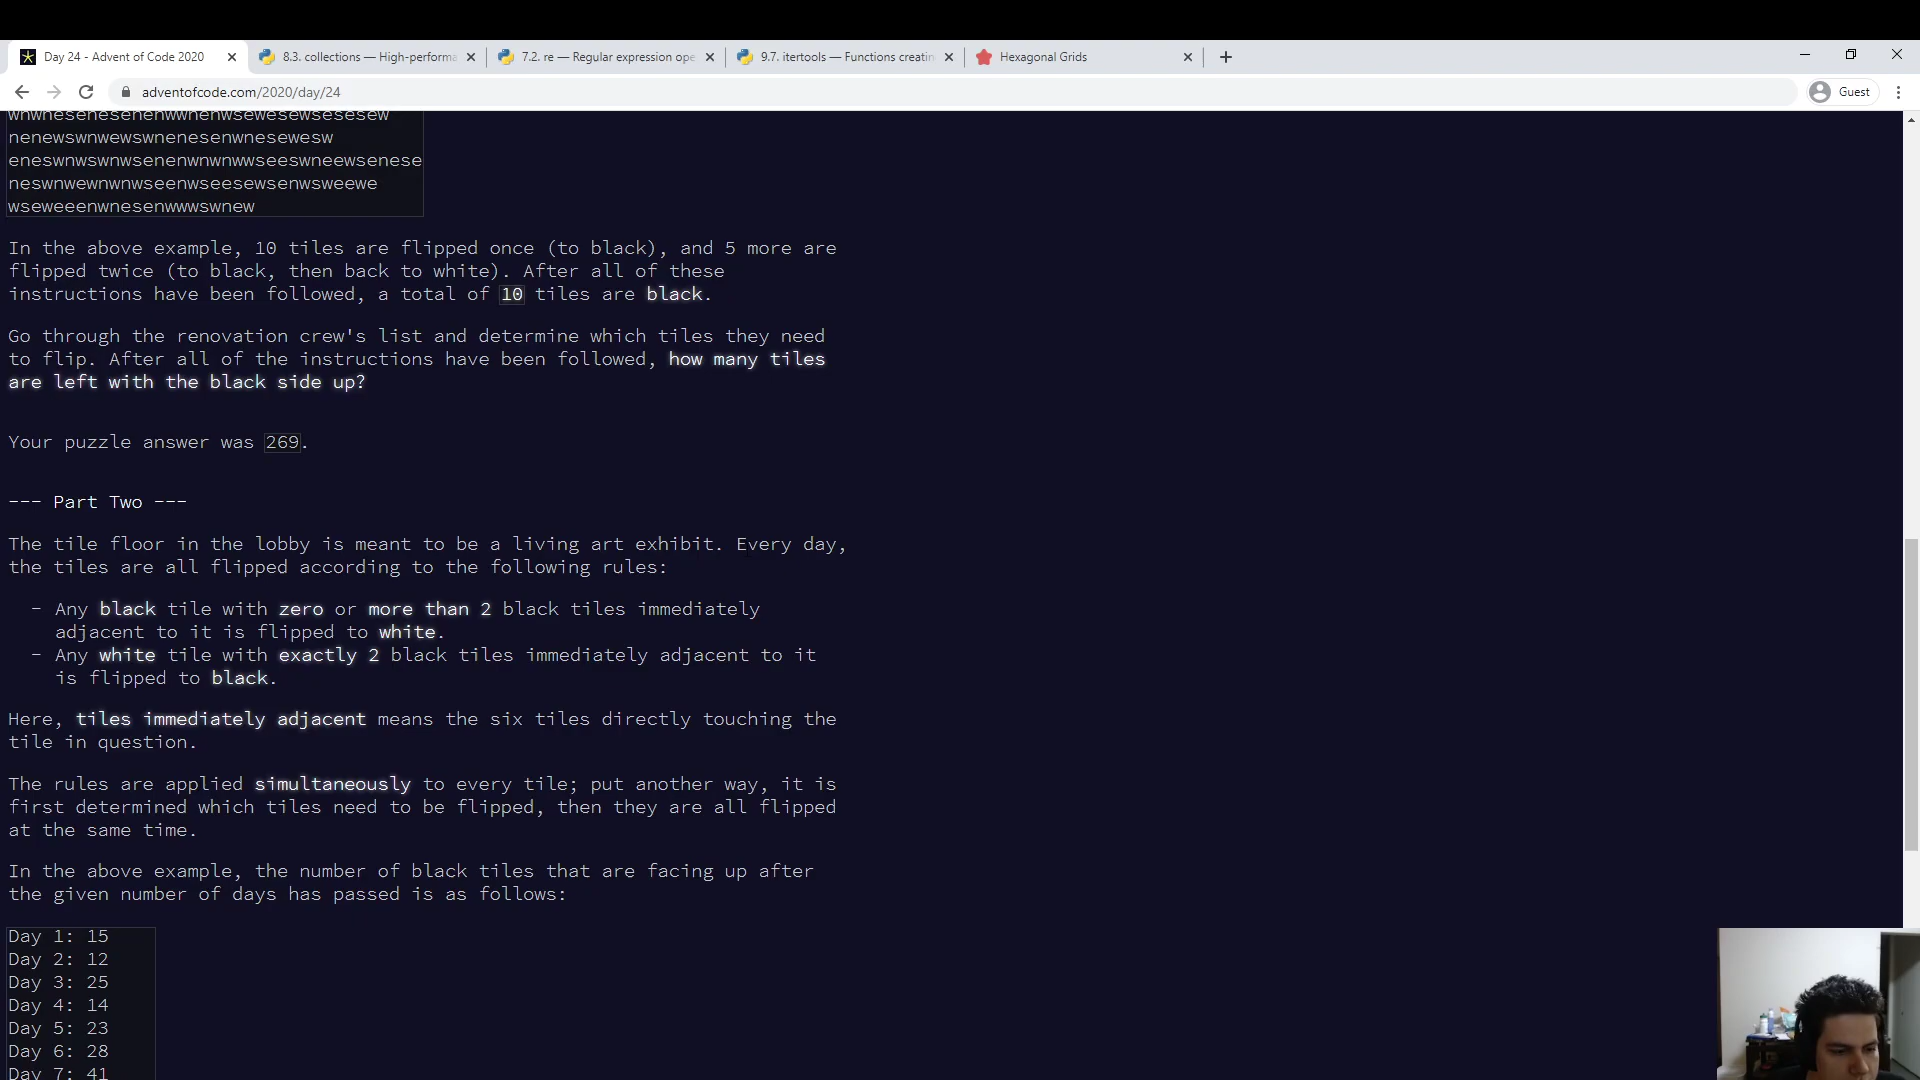 Day 24 - Advent of Code 2020
8.3. collections — High-performa
7.2. re — Regular expression ope
9.7. itertools — Functions creatin
Hexagonal Grids
adventofcode.com/2020/day/24
Guest
wnwnesenesenenwwnenwsewesewsesesew
nenewswnwewswnenesenwnesewesw
eneswnwswnwsenenwnwnwwseeswneewsenese
neswnwewnwnwseenwseesewsenwsweewe
wseweeenwnesenwwwswnew
In the above example, 10 tiles are flipped once (to black), and 5 more are
flipped twice (to black, then back to white). After all of these
instructions have been followed, a total of 10 tiles are black.
Go through the renovation crew's list and determine which tiles they need
to flip. After all of the instructions have been followed, how many tiles
are left with the black side up?
Your puzzle answer was 269.
--- Part Two ---
The tile floor in the lobby is meant to be a living art exhibit. Every day,
the tiles are all flipped according to the following rules:
- Any black tile with zero or more than 2 black tiles immediately
adjacent to it is flipped to white.
- Any white tile with exactly 2 black tiles immediately adjacent to it
is flipped to black.
Here, tiles immediately adjacent means the six tiles directly touching the
tile in question.
The rules are applied simultaneously to every tile; put another way, it is
first determined which tiles need to be flipped, then they are all flipped
at the same time.
In the above example, the number of black tiles that are facing up after
the given number of days has passed is as follows:
Day 1: 15
Day 2: 12
Day 3: 25
Day 4: 14
Day 5: 23
Day 6: 28
Day 7: 41